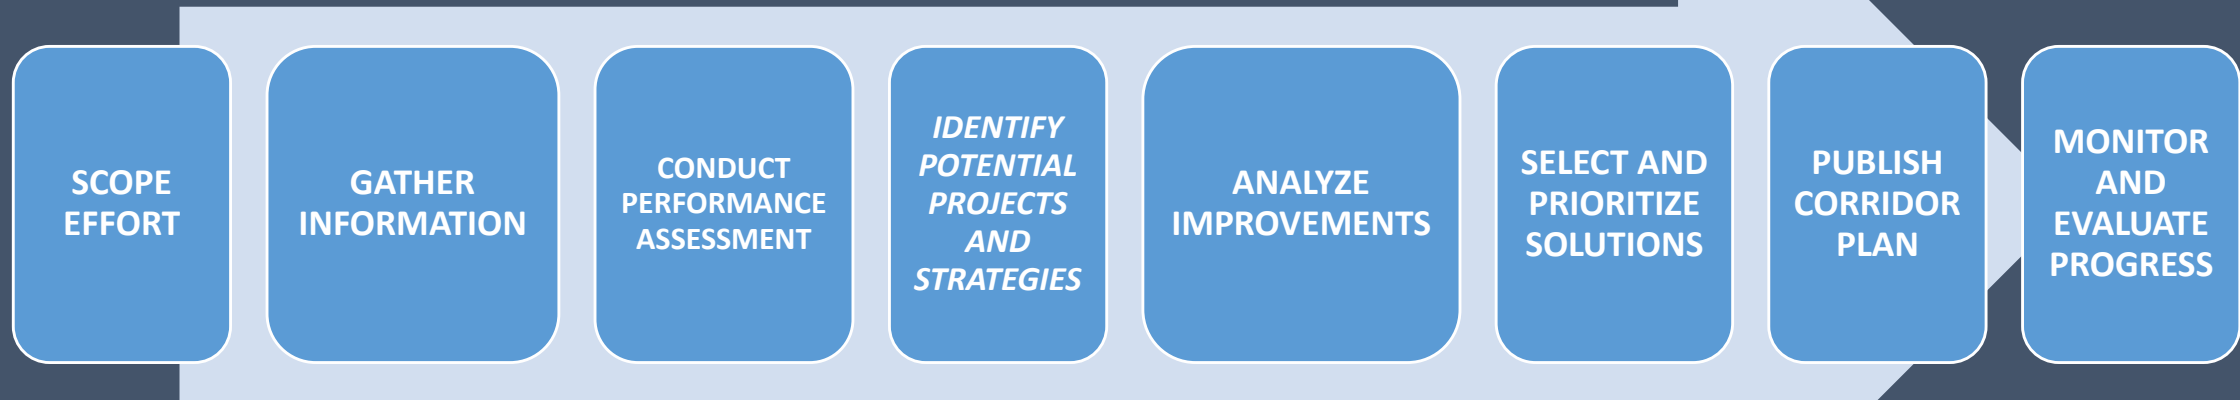 SCOPE
EFFORT
GATHER
INFORMATION
CONDUCT
PERFORMANCE
ASSESSMENT
IDENTIFY
POTENTIAL
PROJECTS
AND
STRATEGIES
ANALYZE
IMPROVEMENTS
SELECT AND
PRIORITIZE
SOLUTIONS
PUBLISH
CORRIDOR
PLAN
MONITOR
AND
EVALUATE
PROGRESS